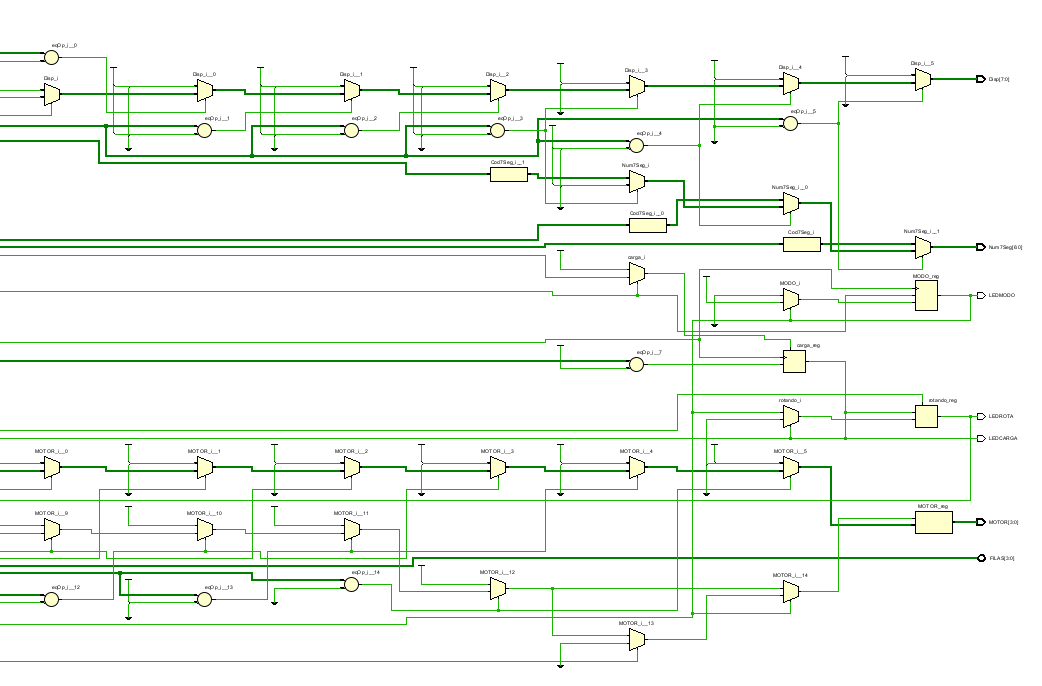 eqOp_i__0
Disp_i__5
Disp_i
Disp_i__0
Disp_i__1
Disp_i__2
Disp_i__3
Disp_i__4
Disp[7:0]
eqOp_i__1
eqOp_i__2
eqOp_i__3
eqOp_i__4
eqOp_i__5
Cod7Seg_i__1
Num7Seg_i
Num7Seg_i__0
Cod7Seg_i__0
Cod7Seg_i
Num7Seg_i__1
Num7Seg[6:0]
carga_i
MODO_i
MODO_reg
LEDMODO
eqOp_i__7
carga_reg
rotando_i
rotando_reg
LEDROTA
LEDCARGA
MOTOR_i__0
MOTOR_i__1
MOTOR_i__2
MOTOR_i__3
MOTOR_i__4
MOTOR_i__5
MOTOR_i__9
MOTOR_i__10
MOTOR_i__11
MOTOR_reg
MOTOR[3:0]
FILAS[3:0]
eqOp_i__12
eqOp_i__13
eqOp_i__14
MOTOR_i__12
MOTOR_i__14
MOTOR_i__13